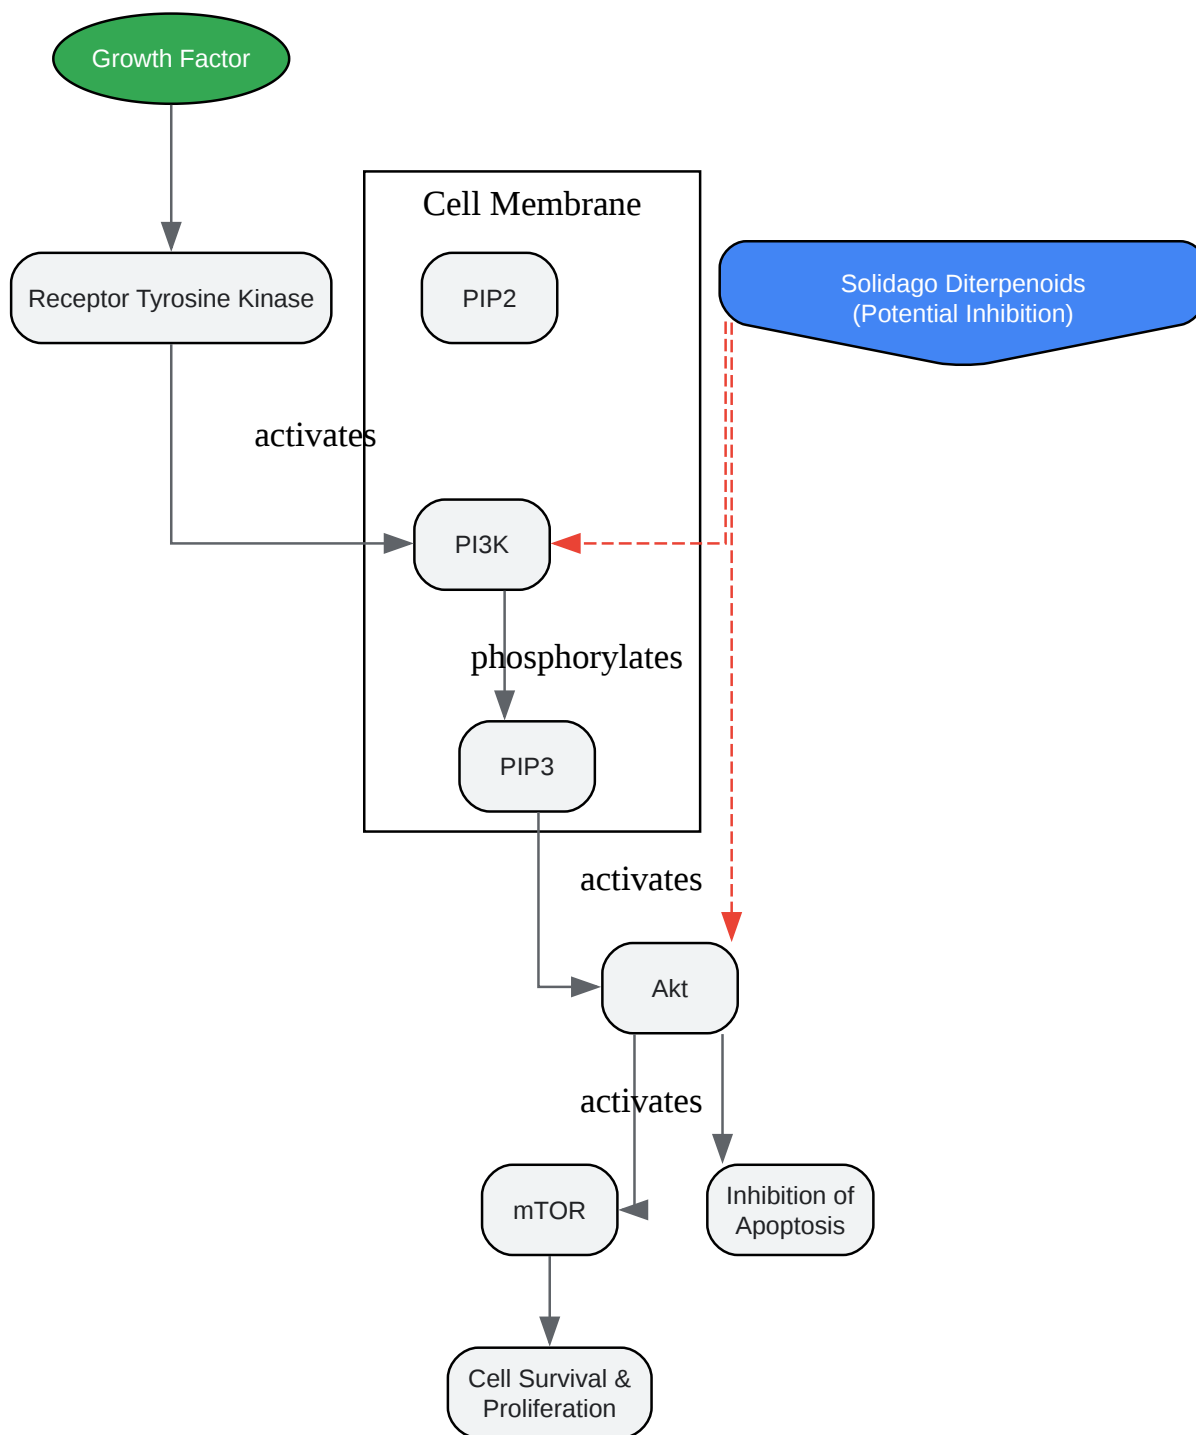 Growth Factor
Cell Membrane
Receptor Tyrosine Kinase
PIP2
Solidago Diterpenoids
(Potential Inhibition)
activates
PI3K
phosphorylates
PIP3
activates
Akt
activates
mTOR
Inhibition of
Apoptosis
Cell Survival &
Proliferation